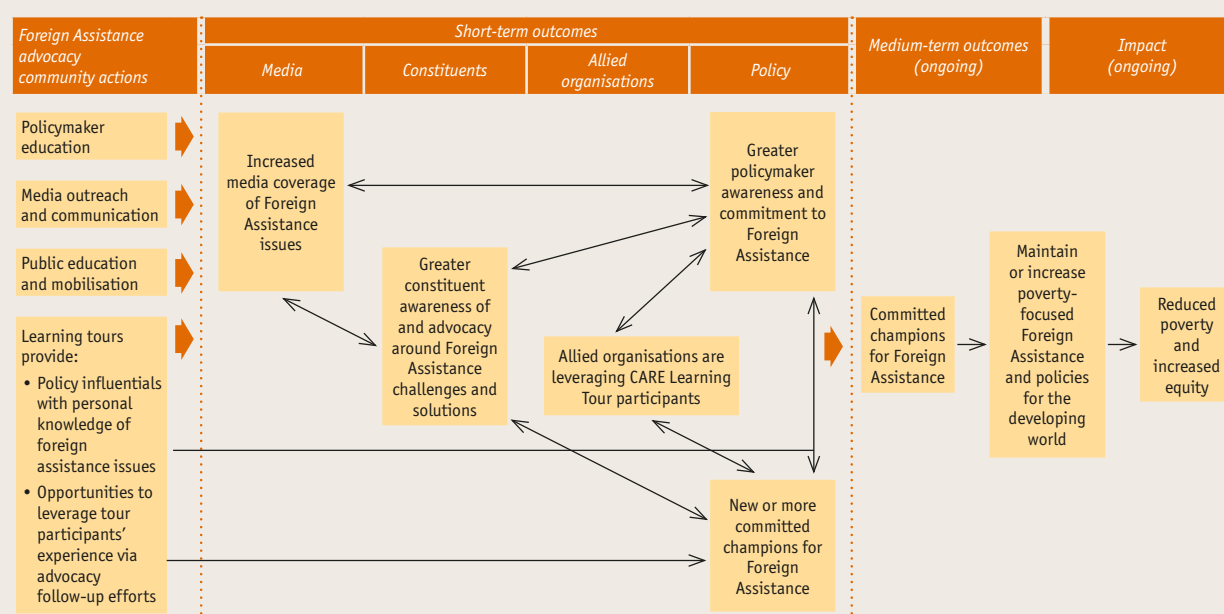 Foreign Assistance
advocacy
community actions
Short-term outcomes
Media
Constituents
Allied
organisations
Policy
Medium-term outcomes
(ongoing)
Impact
(ongoing)
Policymaker
education
Media outreach
and communication
Public education
and mobilisation
Learning tours
provide:
• Policy influentials
with personal
knowledge of
foreign
assistance issues
• Opportunities to
leverage tour
participants’
experience via
advocacy
follow-up efforts
Increased
media coverage
of Foreign
Assistance
issues
Greater
constituent
awareness of
and advocacy
around Foreign
Assistance
challenges and
solutions
Allied organisations are
leveraging CARE Learning
Tour participants
Greater
policymaker
awareness and
commitment to
Foreign
Assistance
New or more
committed
champions for
Foreign
Assistance
Committed
champions
for Foreign
Assistance
Maintain
or increase
poverty-
focused
Foreign
Assistance
and policies
for the
developing
world
Reduced
poverty
and
increased
equity